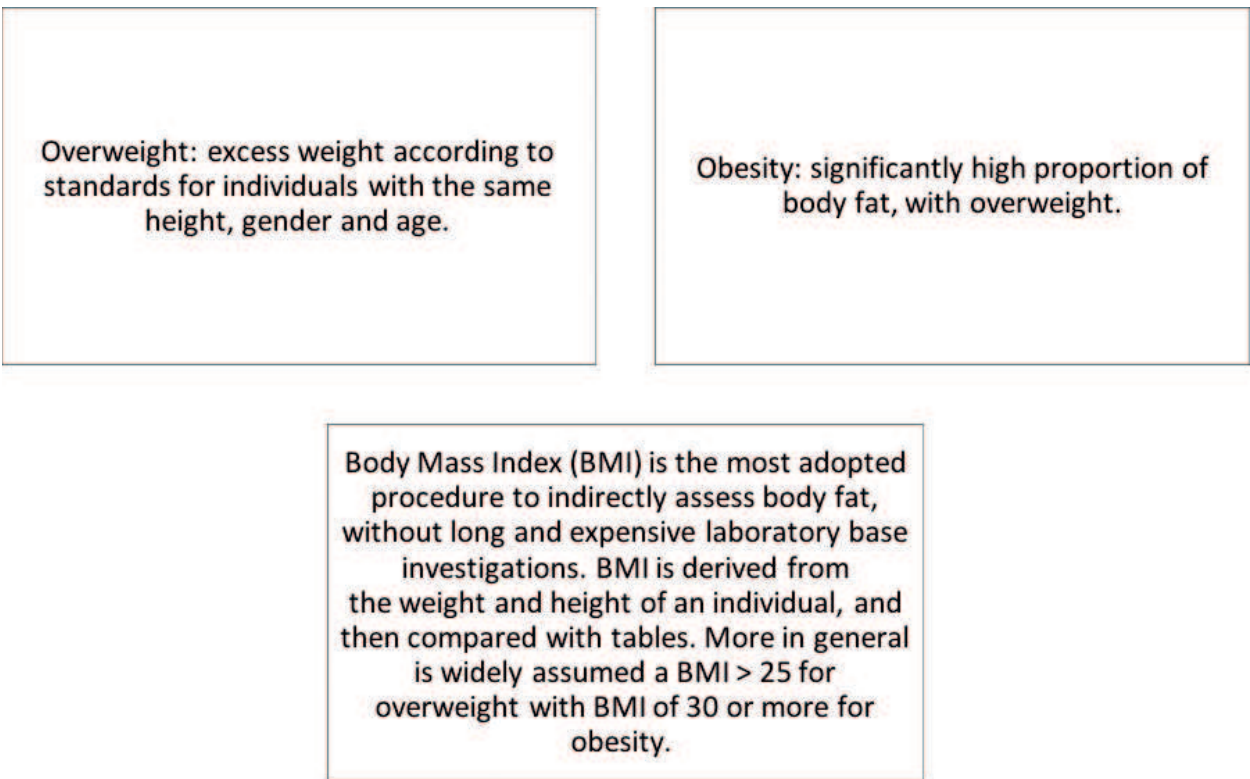 Overweight: excess weight according to
standards for individuals with the same
height, gender and age.
Obesity: significantly high proportion of
body fat, with overweight.
Body Mass Index (BMI) is the most adopted
procedure to indirectly assess body fat,
without long and expensive laboratory base
investigations. BMI is derived from
the weight and height of an individual, and
then compared with tables. More in general
is widely assumed a BMI > 25 for
overweight with BMI of 30 or more for
obesity.